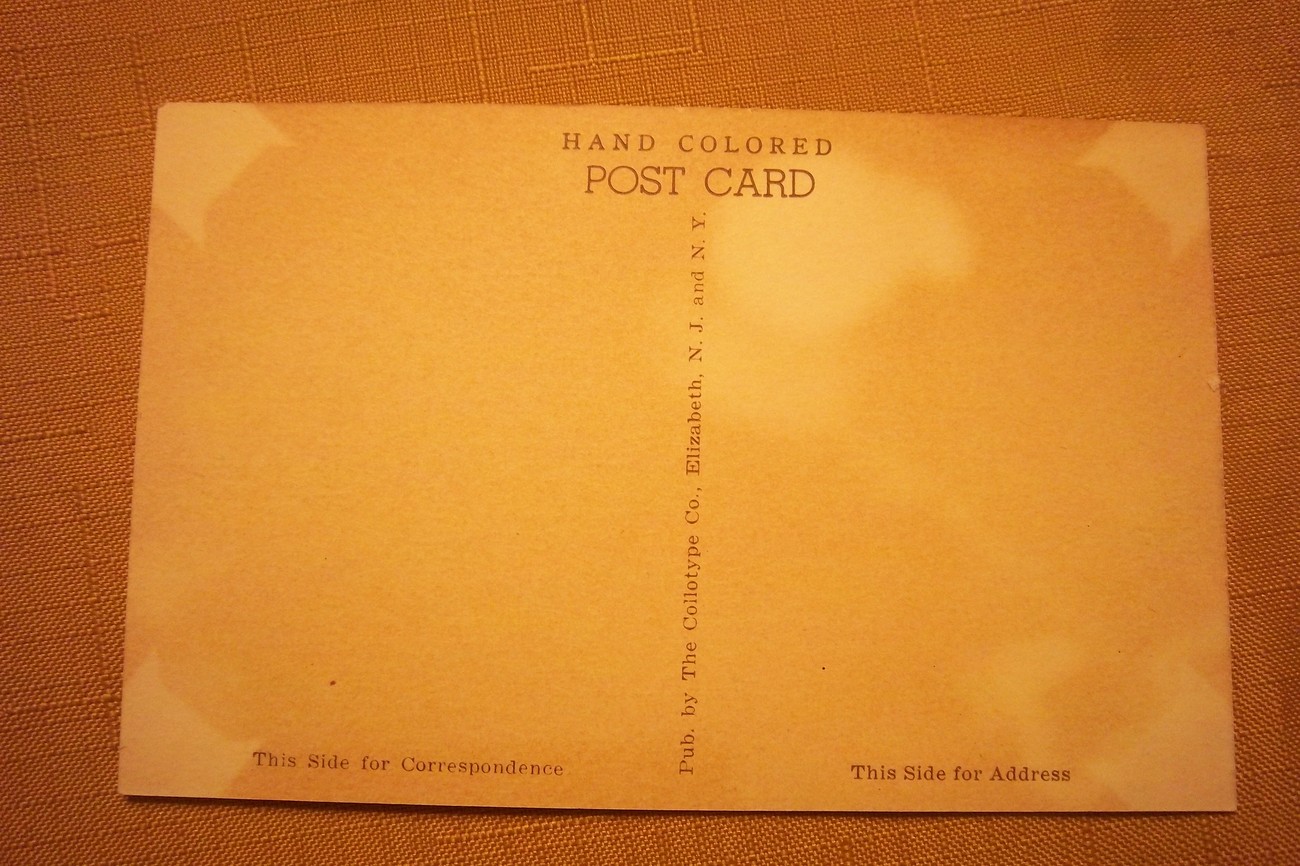 HAND COLORED
POST CARD
Pub. by The Collotype Co., Elizabeth, N. J. and N. Y.
This Side for Correspondence
This Side for Address